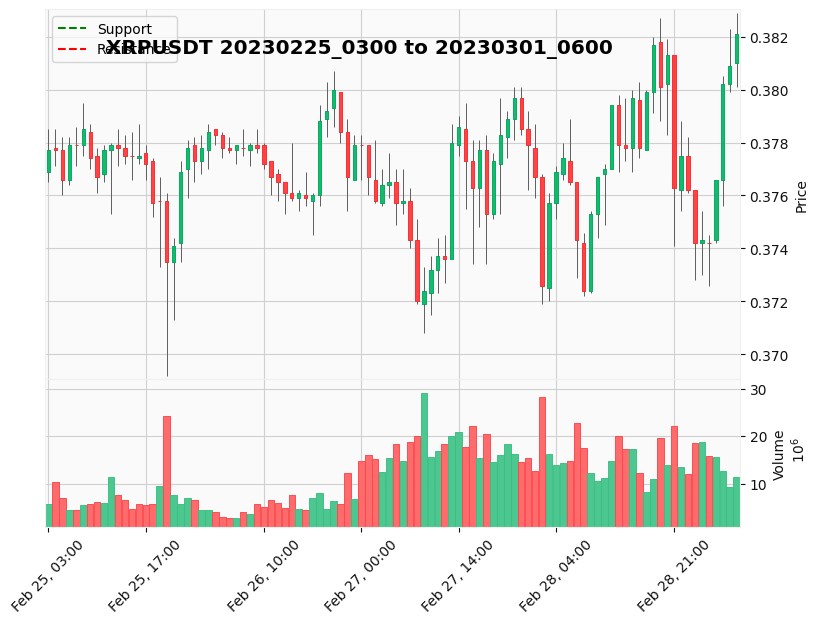 Support
Resistance
XRPUSDT 20230225_0300 to 20230301_0600
0.382
0.380
0.378
0.376
0.374
0.372
0.370
Price
30
20
10
Volume
10^6
Feb 25, 03:00
Feb 25, 17:00
Feb 26, 10:00
Feb 27, 00:00
Feb 27, 14:00
Feb 28, 04:00
Feb 28, 21:00